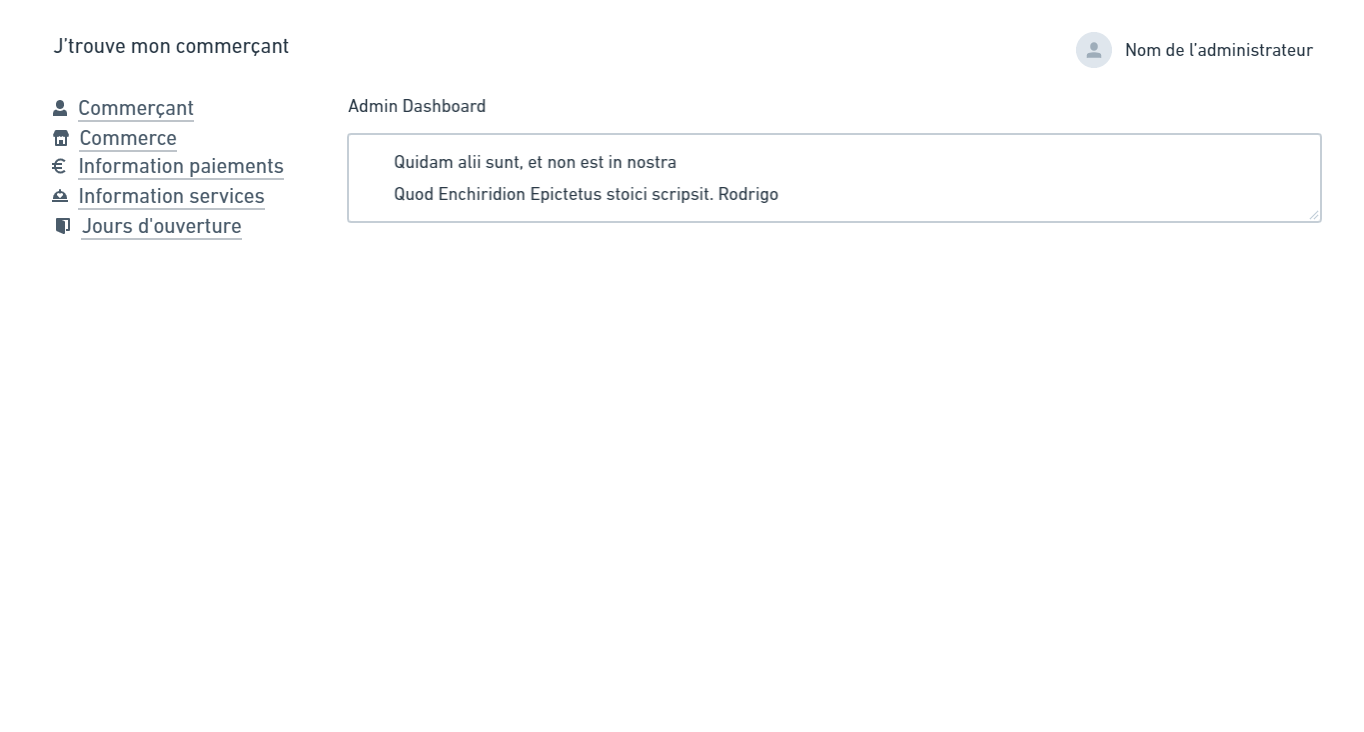 J'trouve mon commerçant
Nom de l'administrateur
Commerçant
Commerce
Information paiements
Information services
Jours d'ouverture
Admin Dashboard
Quidam alii sunt, et non est in nostra
Quod Enchiridion Epictetus stoici scripsit. Rodrigo